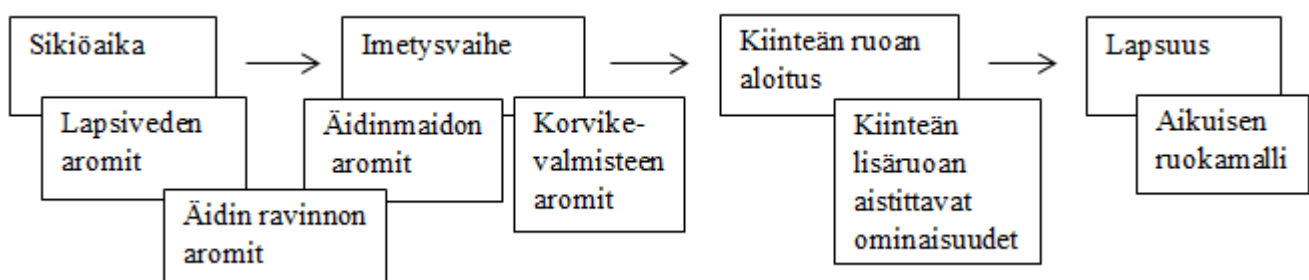 Sikiöaika
Lapsiveden
aromit
Äidin ravinnon
aromit
Imetysvaihe
Äidinmaidon
aromit
Korvike-
valmisteen
aromit
Kiinteän ruoan
aloitus
Kiinteän
lisäruoan
aistittavat
ominaisuudet
Lapsuus
Aikuisen
ruokamalli